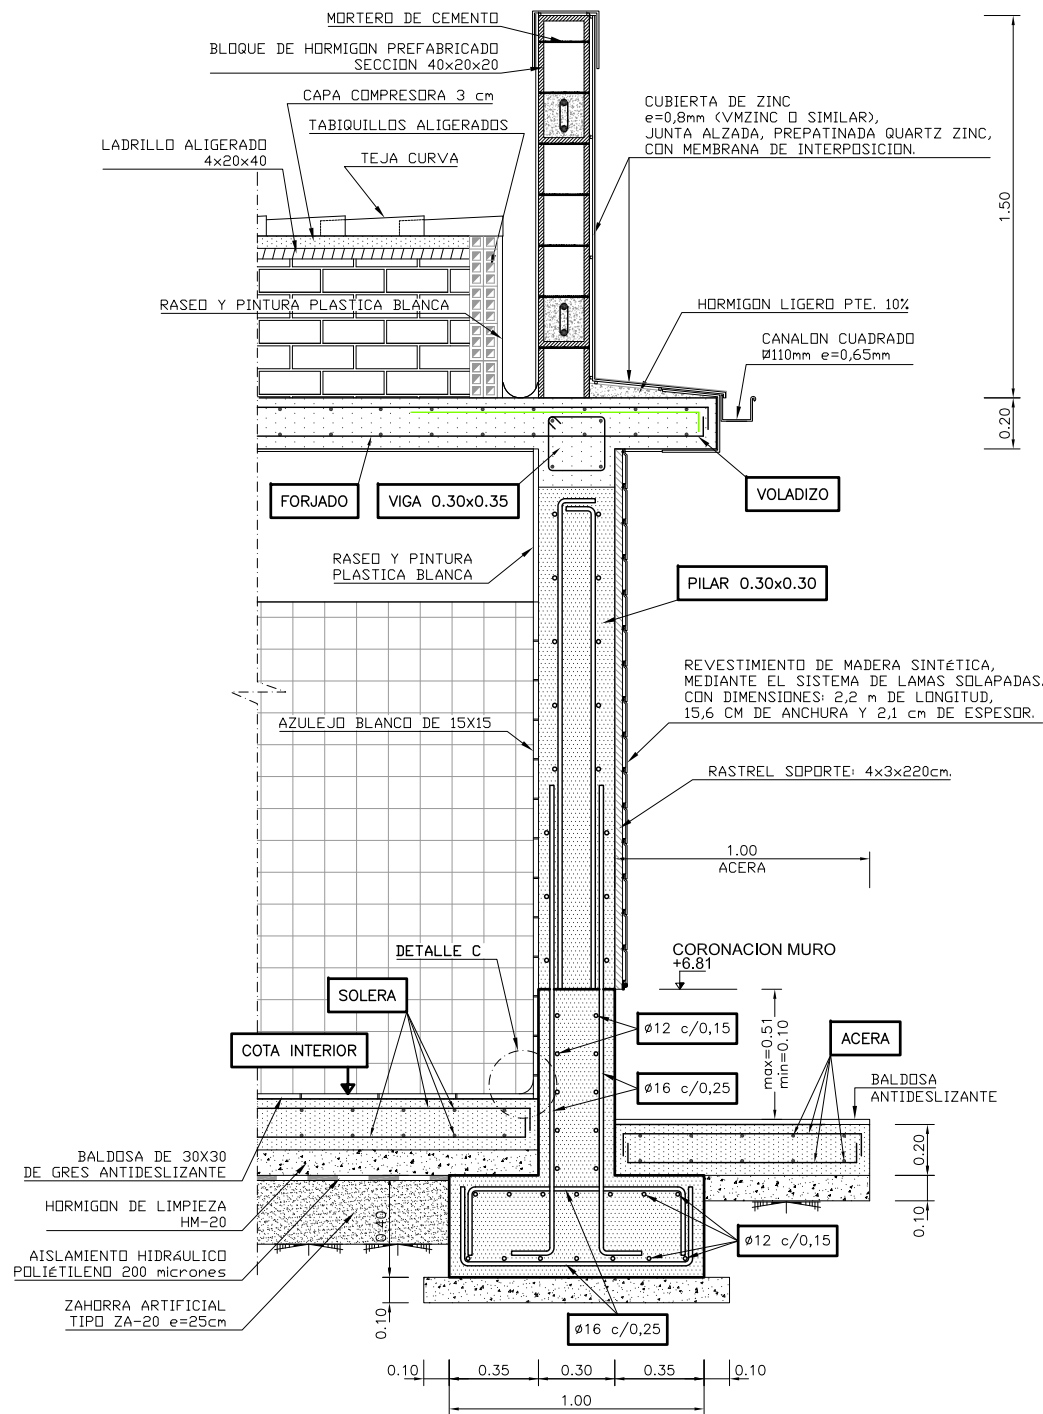 MORTERO DE CEMENTO
BLOQUE DE HORMIGON PREFABRICADO
SECCION 40x20x20
CAPA COMPRESORA 3 cm
TABIQUILLOS ALIGERADOS
LADRILLO ALIGERADO
4x20x40
TEJA CURVA
CUBIERTA DE ZINC
e=0,8mm (VMZINC O SIMILAR),
JUNTA ALZADA, PREPATINADA QUARTZ ZINC,
CON MEMBRANA DE INTERPOSICION.
1.50
RASEO Y PINTURA PLASTICA BLANCA
HORMIGON LIGERO PTE. 10%
CANALON CUADRADO
Ø110mm e=0,65mm
0.20
FORJADO
VIGA 0.30x0.35
VOLADIZO
RASEO Y PINTURA
PLASTICA BLANCA
PILAR 0.30x0.30
REVESTIMIENTO DE MADERA SINTéTICA,
MEDIANTE EL SISTEMA DE LAMAS SOLAPADAS.
CON DIMENSIONES: 2,2 m DE LONGITUD,
15,6 CM DE ANCHURA Y 2,1 cm DE ESPESOR.
AZULEJO BLANCO DE 15X15
RASTREL SOPORTE: 4x3x220cm.
1.00
ACERA
DETALLE C
CORONACION MURO
+6.81
SOLERA
ø12 c/0,15
max=0.51
min=0.10
ACERA
COTA INTERIOR
ø16 c/0,25
BALDOSA
ANTIDESLIZANTE
BALDOSA DE 30X30
DE GRES ANTIDESLIZANTE
0.20
HORMIGON DE LIMPIEZA
HM-20
0.40
0.10
ø12 c/0,15
AISLAMIENTO HIDRáULICO
POLIéTILENO 200 micrones
ZAHORRA ARTIFICIAL
TIPO ZA-20 e=25cm
0.10
ø16 c/0,25
0.10
0.35
0.30
0.35
0.10
1.00